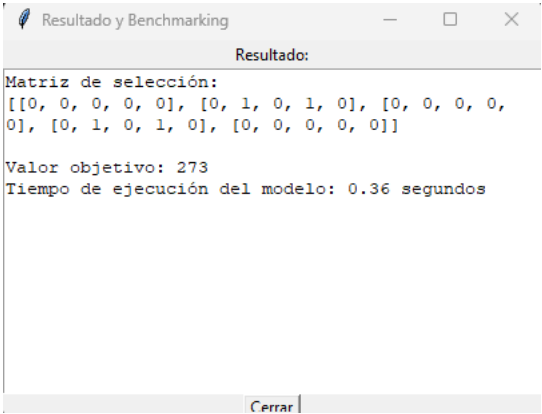 Resultado y Benchmarking
Resultado:
Matriz de selección:
[[0, 0, 0, 0, 0], [0, 1, 0, 1, 0], [0, 0, 0, 0,
0], [0, 1, 0, 1, 0], [0, 0, 0, 0, 0]]
Valor objetivo: 273
Tiempo de ejecución del modelo: 0.36 segundos
Cerrar